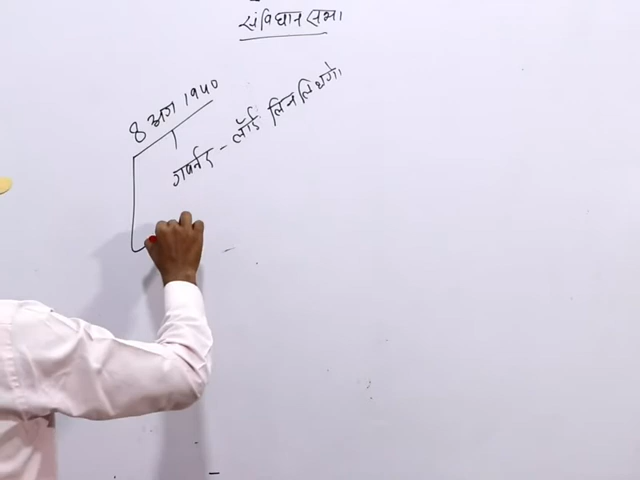 संविधान सभा
8 अग 1940
गवर्नर - लॉर्ड लिनलिथगो